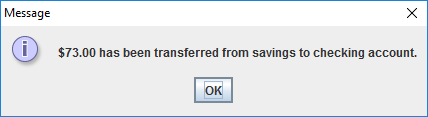 Message
$73.00 has been transferred from savings to checking account.
OK